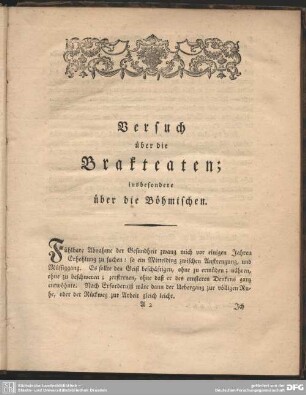 Versuch
über die
Brakteaten;
insbesondere
über die Böhmischen.
Fühlbare Abnahme der Gesundheit zwang mich vor einigen Jahren
Erhohlung zu suchen: so ein Mittelding zwischen Anstrengung, und
Müssiggang. Es sollte den Geist beschäftigen, ohne zu ermüden; nähren,
ohne zu beschweren; zerstreuen, ohne daß er des ernsteren Denkens ganz
entwöhnte. Nach Erforderniß wäre dann der Uebergang zur völligen Ru-
he, oder der Rückweg zur Arbeit gleich leicht.
A 2
Ich